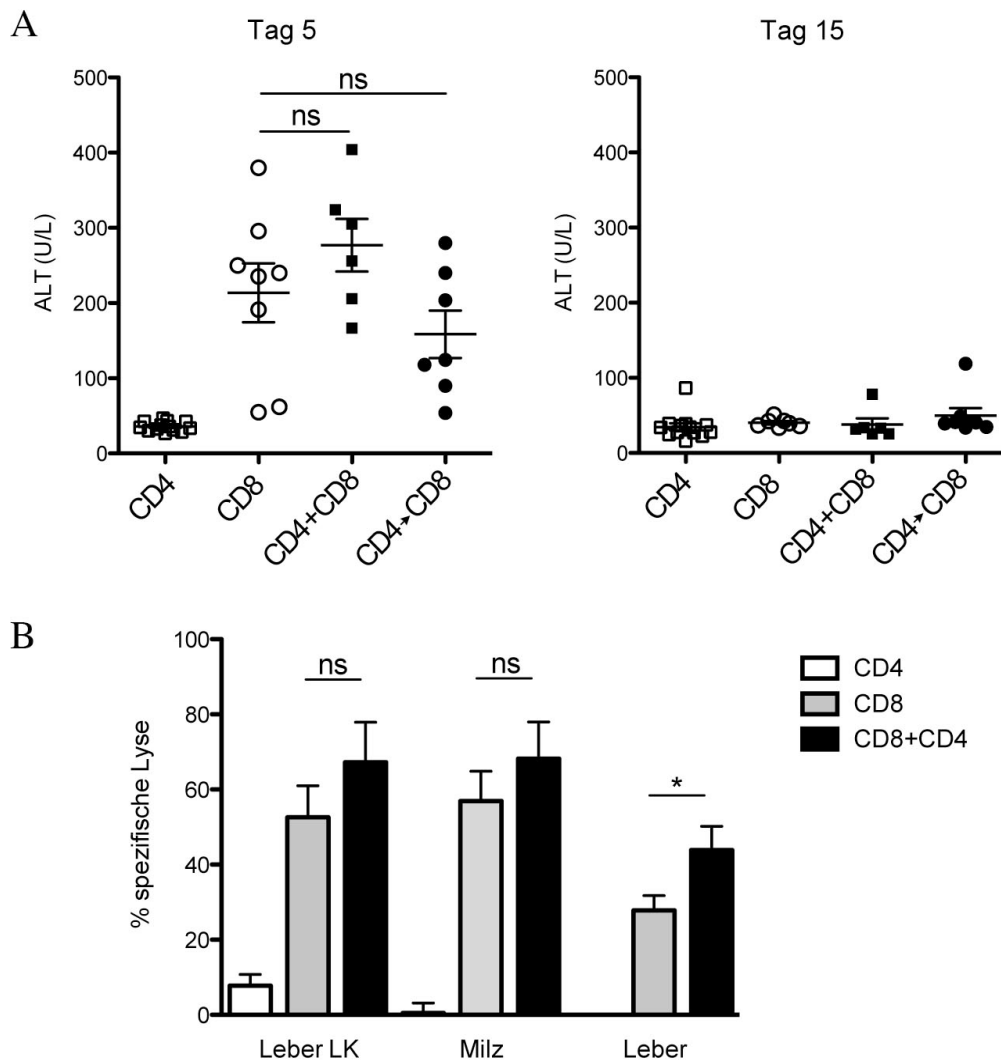 A
Tag 5
Tag 15
500
400
300
200
100
0
ALT (U/L)
ns
ns
CD4
CD8
CD4+CD8
CD4→CD8
500
400
300
200
100
0
ALT (U/L)
CD4
CD8
CD4+CD8
CD4→CD8
B
100
80
60
40
20
0
% spezifische Lyse
ns
ns
*
Leber LK
Milz
Leber
CD4
CD8
CD8+CD4